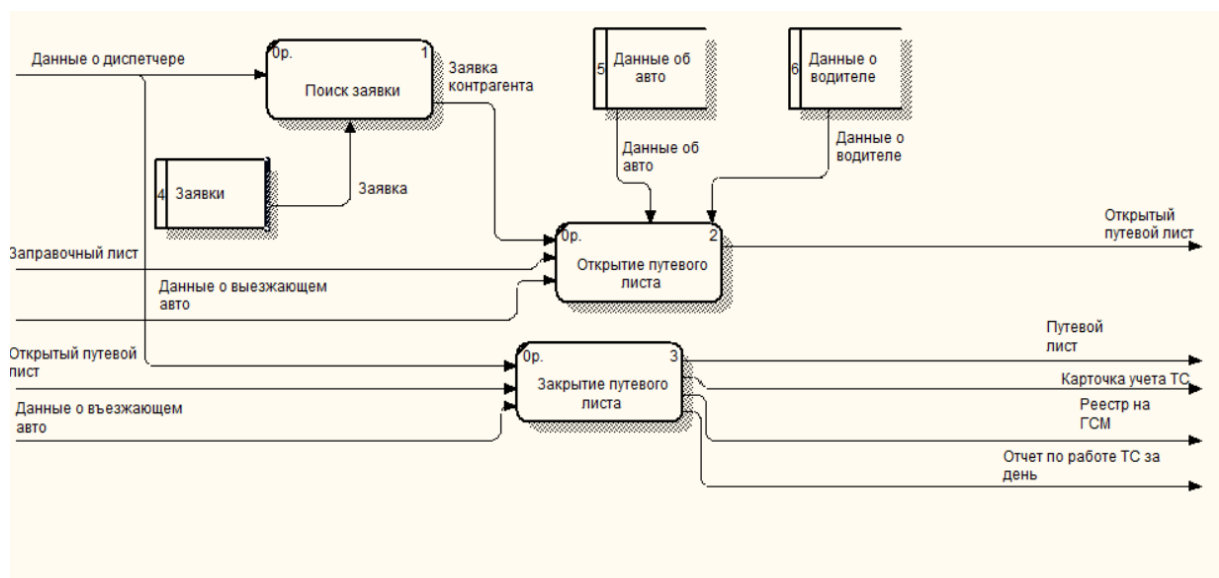 Данные о диспетчере
0р.
1
Поиск заявки
Заявка
контрагента
5
Данные об
авто
6
Данные о
водителе
Данные об
авто
Данные о
водителе
4
Заявки
Заявка
Заправочный лист
Данные о выезжающем
авто
0р.
2
Открытие путевого
листа
Открытый
путевой лист
Открытый путевой
лист
Данные о въезжающем
авто
0р.
3
Закрытие путевого
листа
Путевой
лист
Карточка учета ТС
Реестр на
ГСМ
Отчет по работе ТС за
день